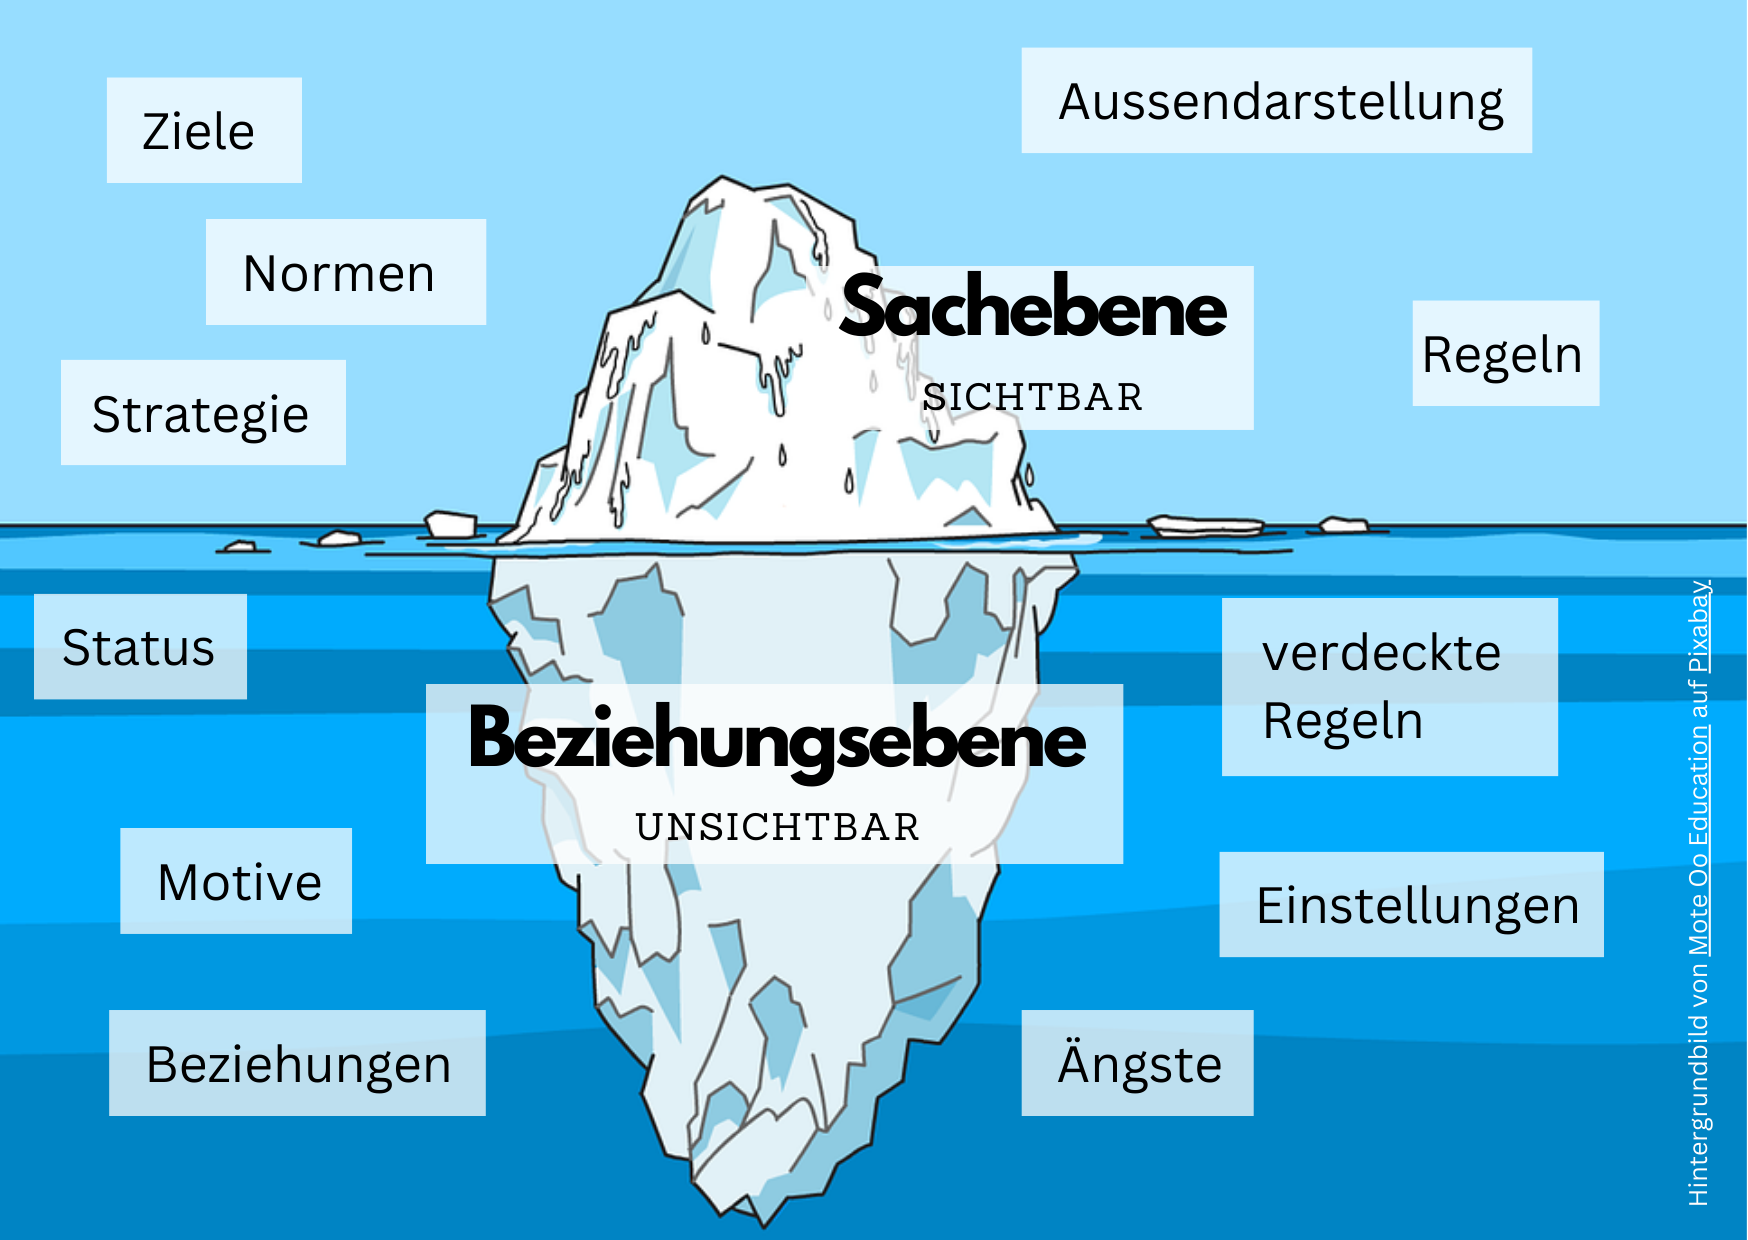 Ziele
Aussendarstellung
Normen
Sachebene
SICHTBAR
Regeln
Strategie
Status
verdeckte
Regeln
Beziehungsebene
UNSICHTBAR
Motive
Einstellungen
Beziehungen
Ängste
Hintergrundbild von Mote Oo Education auf Pixabay